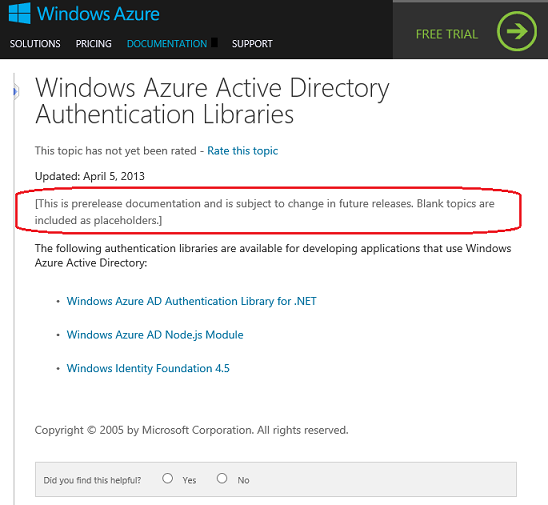 Windows Azure
SOLUTIONS PRICING DOCUMENTATION SUPPORT
FREE TRIAL
Windows Azure Active Directory
Authentication Libraries
This topic has not yet been rated - Rate this topic
Updated: April 5, 2013
[This is prerelease documentation and is subject to change in future releases. Blank topics are
included as placeholders.]
The following authentication libraries are available for developing applications that use Windows
Azure Active Directory:
• Windows Azure AD Authentication Library for .NET
• Windows Azure AD Node.js Module
• Windows Identity Foundation 4.5
Copyright © 2005 by Microsoft Corporation. All rights reserved.
Did you find this helpful? Yes No